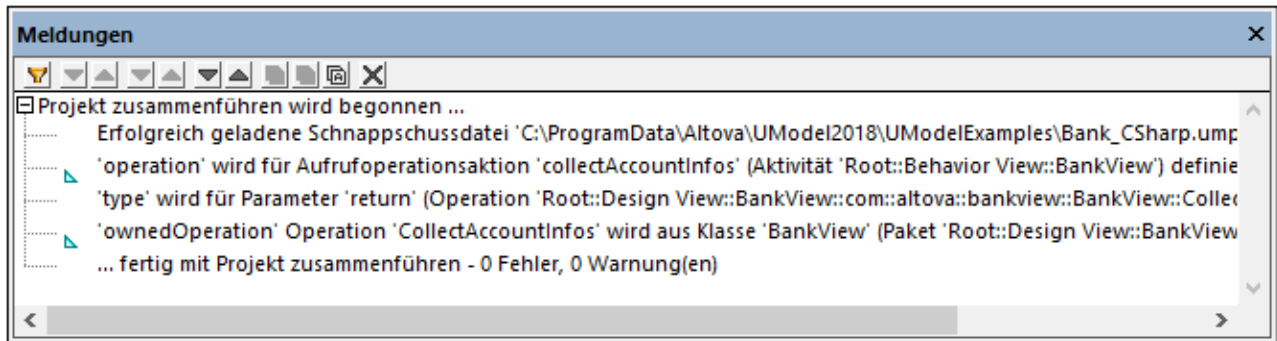 Meldungen
Projekt zusammenführen wird begonnen ...
Erfolgreich geladene Schnappschussdatei 'C:\ProgramData\Altova\UModel2018\UModelExamples\Bank_CSharp.ump
'operation' wird für Aufrufoperationsaktion 'collectAccountInfos' (Aktivität 'Root::Behavior View::BankView') definie
'type' wird für Parameter 'return' (Operation 'Root::Design View::BankView::com::altova::bankview::BankView::Collec
'ownedOperation' Operation 'CollectAccountInfos' wird aus Klasse 'BankView' (Paket 'Root::Design View::BankView
... fertig mit Projekt zusammenführen - 0 Fehler, 0 Warnung(en)